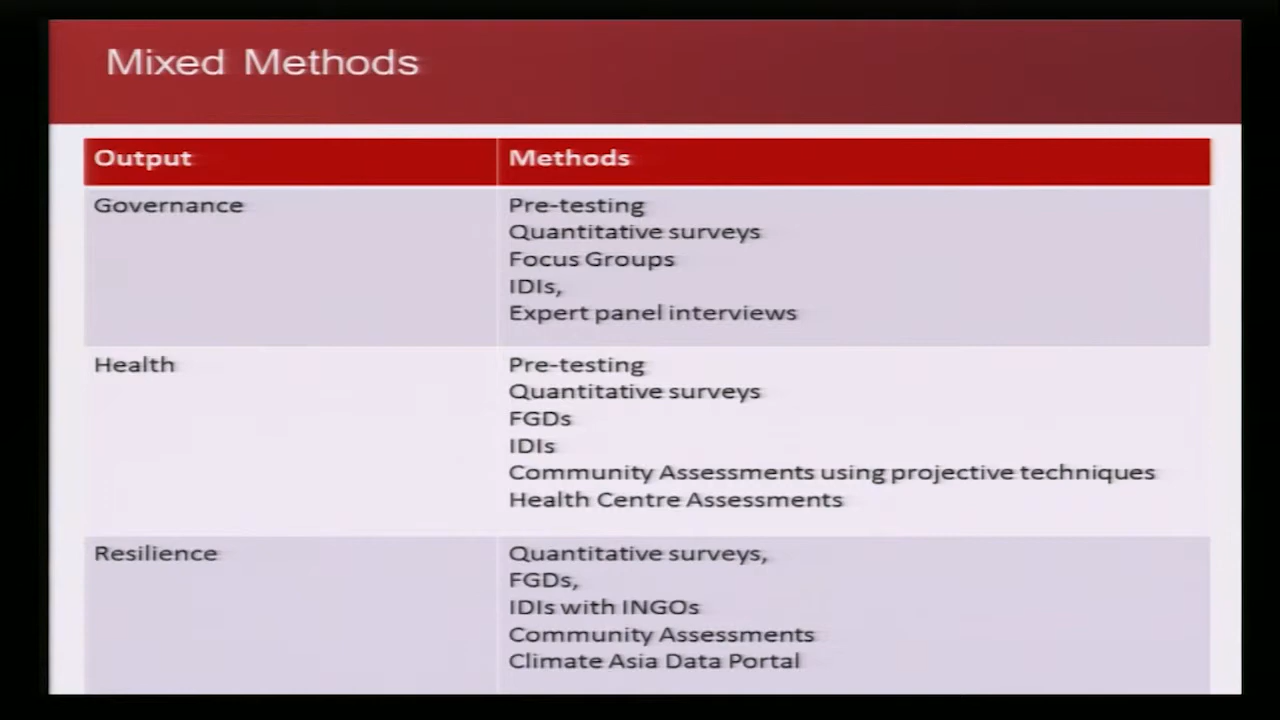 Mixed Methods
Output
Methods
Governance
Pre-testing
Quantitative surveys
Focus Groups
IDIs,
Expert panel interviews
Health
Pre-testing
Quantitative surveys
FGDs
IDIs
Community Assessments using projective techniques
Health Centre Assessments
Resilience
Quantitative surveys,
FGDs,
IDIs with INGOs
Community Assessments
Climate Asia Data Portal